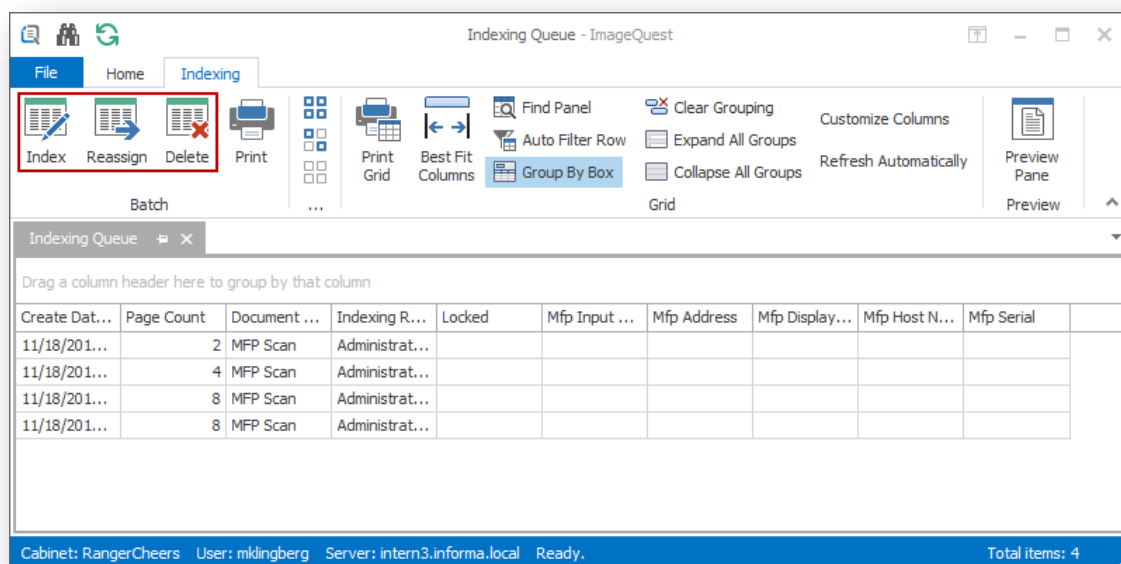 Indexing Queue - ImageQuest
File Home Indexing
Index Reassign Delete Print
Print Grid
Best Fit Columns
Find Panel
Auto Filter Row
Group By Box
Clear Grouping
Expand All Groups
Collapse All Groups
Customize Columns
Refresh Automatically
Preview Pane
Batch ... Grid Preview
Indexing Queue
Drag a column header here to group by that column
Create Dat... Page Count Document ... Indexing R... Locked Mfp Input ... Mfp Address Mfp Display... Mfp Host N... Mfp Serial
11/18/201... 2 MFP Scan Administrat...
11/18/201... 4 MFP Scan Administrat...
11/18/201... 8 MFP Scan Administrat...
11/18/201... 8 MFP Scan Administrat...
Cabinet: RangerCheers User: mklingberg Server: intern3.informa.local Ready. Total items: 4